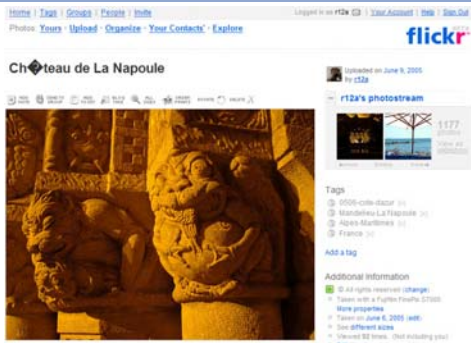 Home | Tags | Groups | People | Invite
Logged in as r12a | Your Account | Help | Sign Out
Photos: Yours · Upload · Organize · Your Contacts' · Explore
flickr
Ch�teau de La Napoule
Uploaded on June 9, 2005
by r12a
r12a's photostream
1177
photos
Tags
0506-cote-dazur [x]
Mandelieu-La Napoule [x]
Alpes-Maritimes [x]
France [x]
Add a tag
Additional Information
© All rights reserved (change)
Taken with a Fujifilm FinePix S7000
More properties
Taken on June 6, 2005 (edit)
See different sizes
Viewed 92 times. (Not including you)